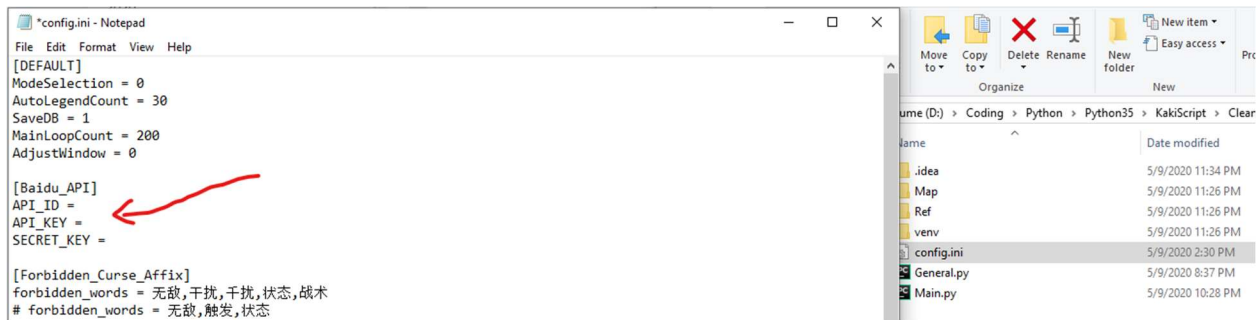 *config.ini - Notepad
File Edit Format View Help
[DEFAULT]
ModeSelection = 0
AutoLegendCount = 30
SaveDB = 1
MainLoopCount = 200
AdjustWindow = 0
[Baidu_API]
API_ID =
API_KEY =
SECRET_KEY =
[Forbidden_Curse_Affix]
forbidden_words = 无敌,干扰,千扰,状态,战术
# forbidden_words = 无敌,触发,状态
Move to
Copy to
Delete
Rename
New folder
New item
Easy access
Organize
New
ume (D:) > Coding > Python > Python35 > KakiScript > Clear
Name Date modified
.idea 5/9/2020 11:34 PM
Map 5/9/2020 11:26 PM
Ref 5/9/2020 11:26 PM
venv 5/9/2020 11:26 PM
config.ini 5/9/2020 2:30 PM
General.py 5/9/2020 8:37 PM
Main.py 5/9/2020 10:28 PM